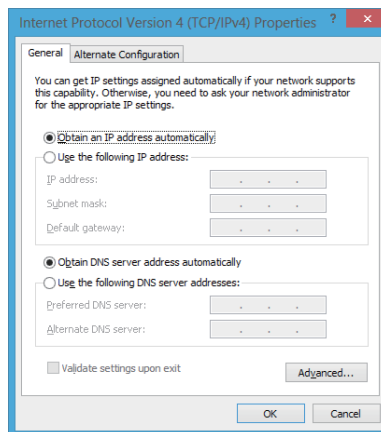 Internet Protocol Version 4 (TCP/IPv4) Properties ? x
General Alternate Configuration
You can get IP settings assigned automatically if your network supports
this capability. Otherwise, you need to ask your network administrator
for the appropriate IP settings.
Obtain an IP address automatically
Use the following IP address:
IP address: . . .
Subnet mask: . . .
Default gateway: . . .
Obtain DNS server address automatically
Use the following DNS server addresses:
Preferred DNS server: . . .
Alternate DNS server: . . .
Validate settings upon exit
Advanced...
OK Cancel